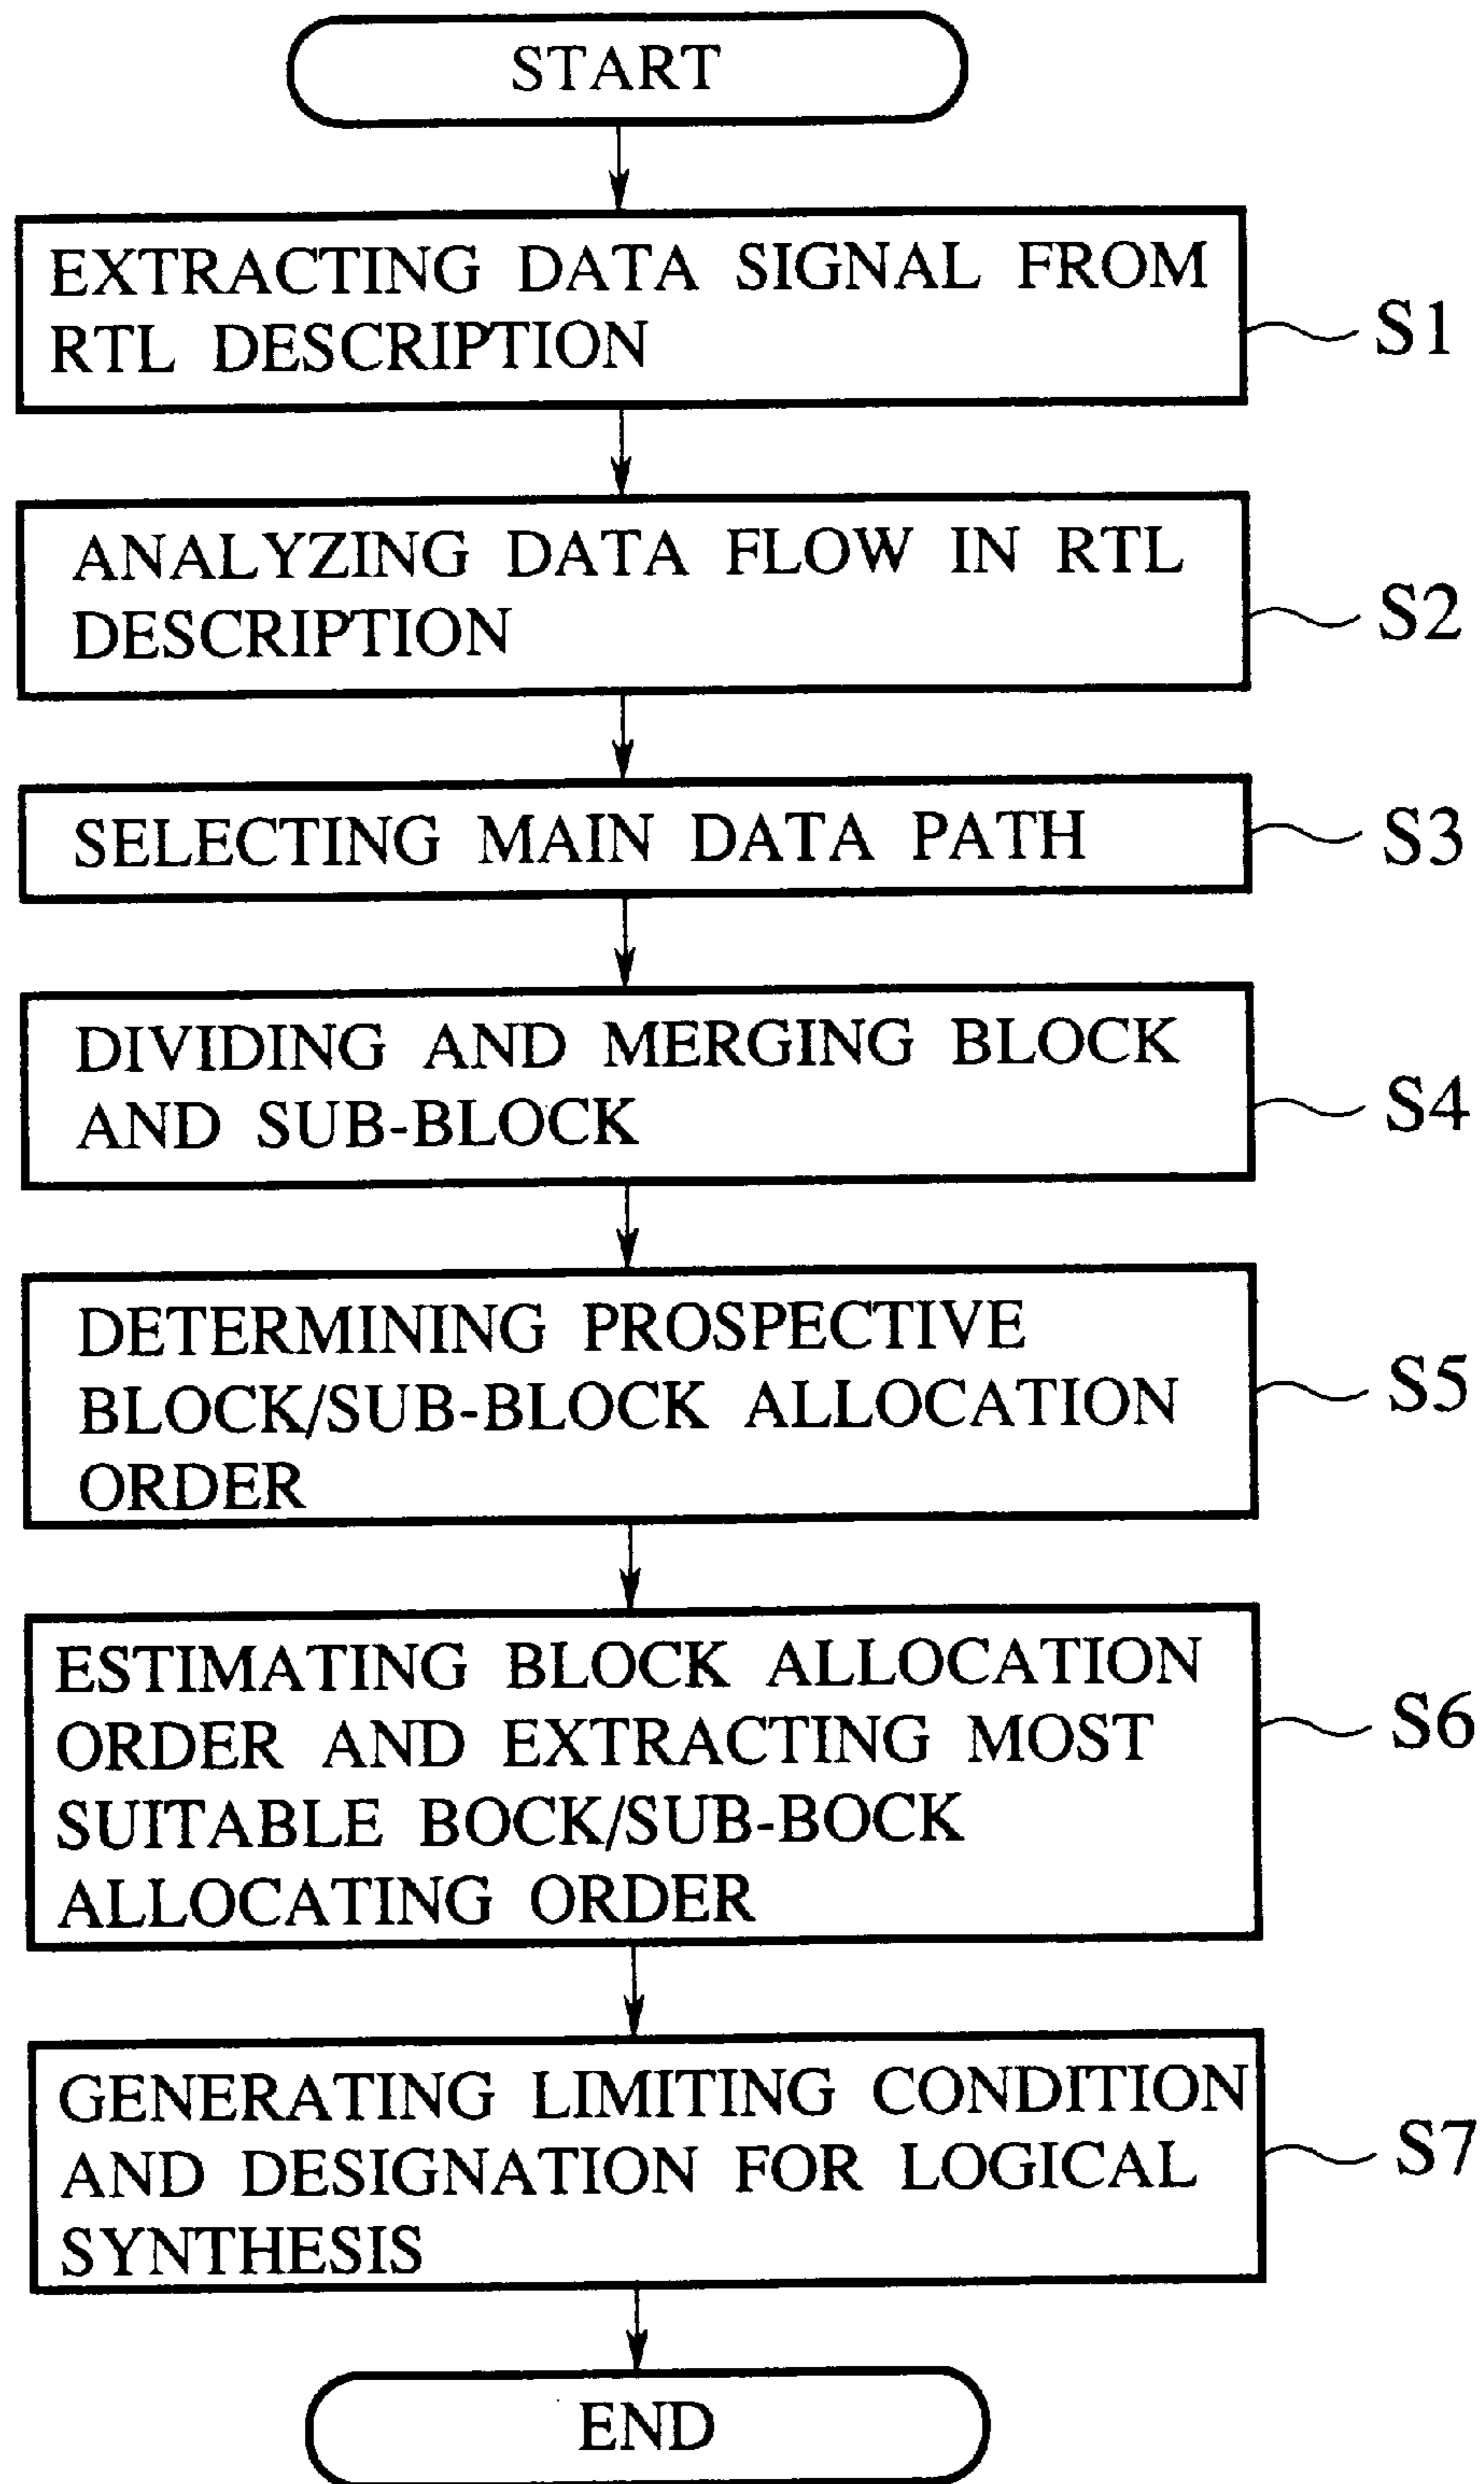 START
EXTRACTING DATA SIGNAL FROM
RTL DESCRIPTION
S1
ANALYZING DATA FLOW IN RTL
DESCRIPTION
S2
SELECTING MAIN DATA PATH
S3
DIVIDING AND MERGING BLOCK
AND SUB-BLOCK
S4
DETERMINING PROSPECTIVE
BLOCK/SUB-BLOCK ALLOCATION
ORDER
S5
ESTIMATING BLOCK ALLOCATION
ORDER AND EXTRACTING MOST
SUITABLE BOCK/SUB-BOCK
ALLOCATING ORDER
S6
GENERATING LIMITING CONDITION
AND DESIGNATION FOR LOGICAL
SYNTHESIS
S7
END